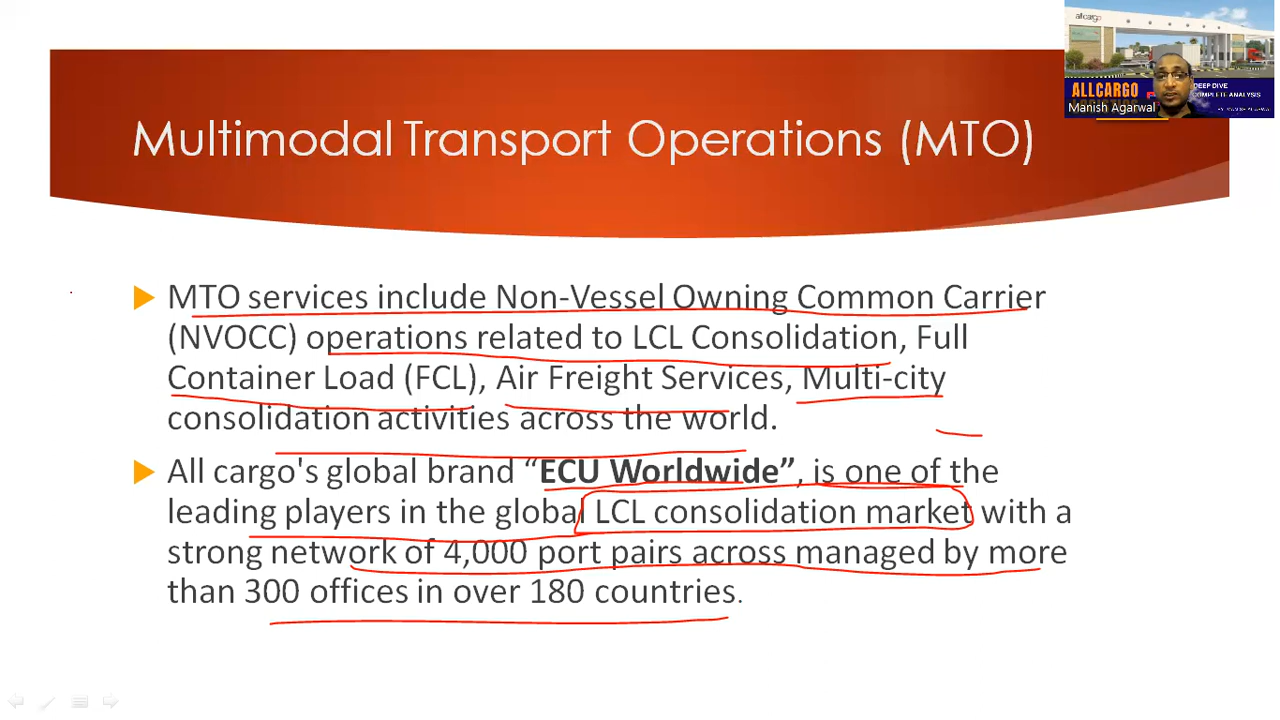 allcargo
DEEP DIVE
ALLCARGO
COMPLETE ANALYSIS
Manish Agarwal
Multimodal Transport Operations (MTO)
MTO services include Non-Vessel Owning Common Carrier
(NVOCC) operations related to LCL Consolidation, Full
Container Load (FCL), Air Freight Services, Multi-city
consolidation activities across the world.
All cargo's global brand “ECU Worldwide”, is one of the
leading players in the global LCL consolidation market with a
strong network of 4,000 port pairs across managed by more
than 300 offices in over 180 countries.